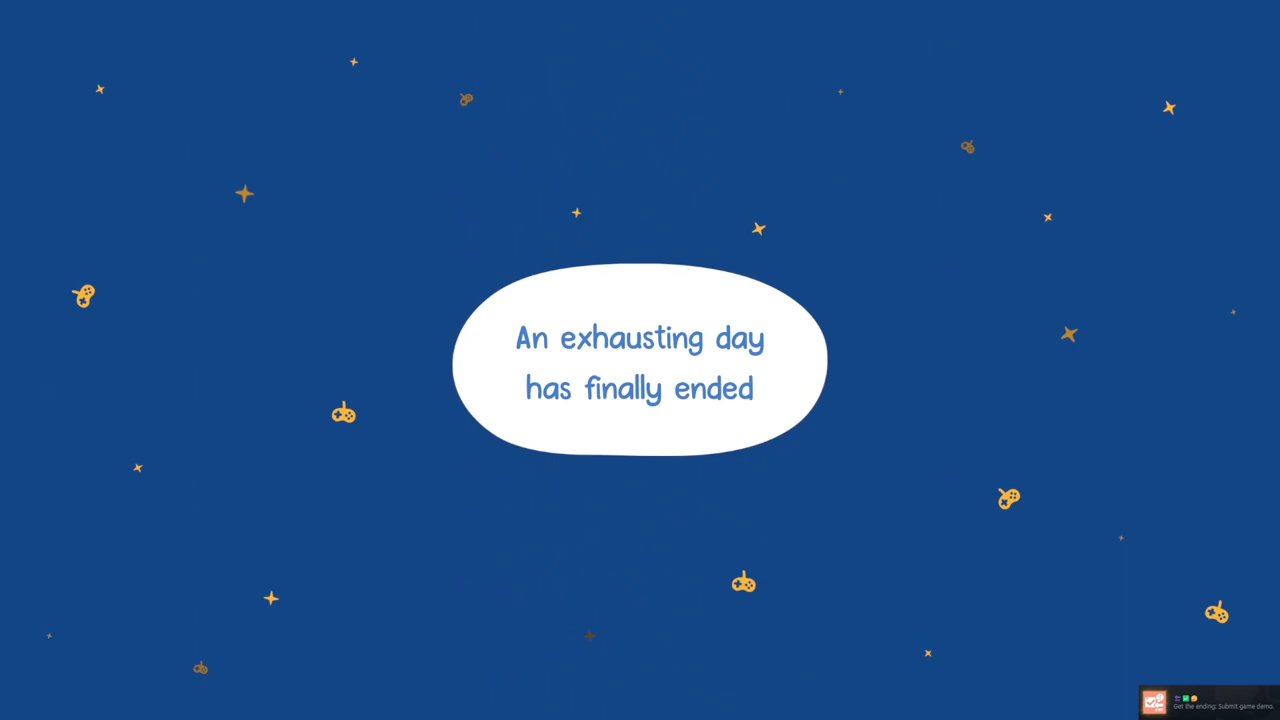 An exhausting day
has finally ended
Get the ending: Submit game demo.